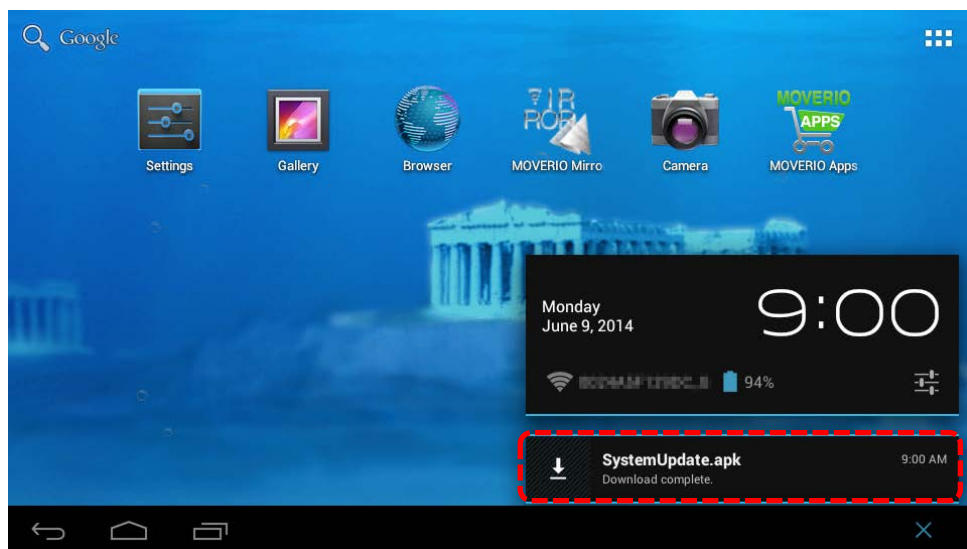 Google
Settings
Gallery
Browser
MOVERIO Mirro
Camera
MOVERIO
APPS
MOVERIO Apps
Monday
June 9, 2014
9:00
94%
SystemUpdate.apk
9:00 AM
Download complete.